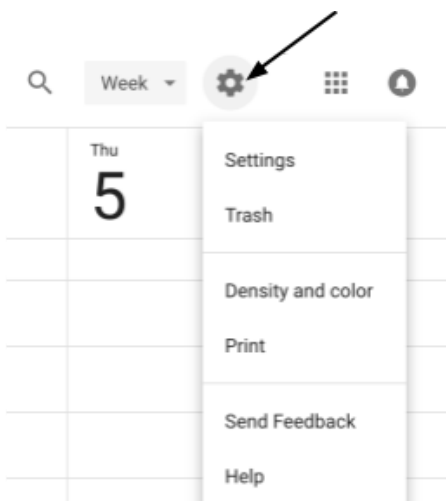 Week
Thu
5
Settings
Trash
Density and color
Print
Send Feedback
Help